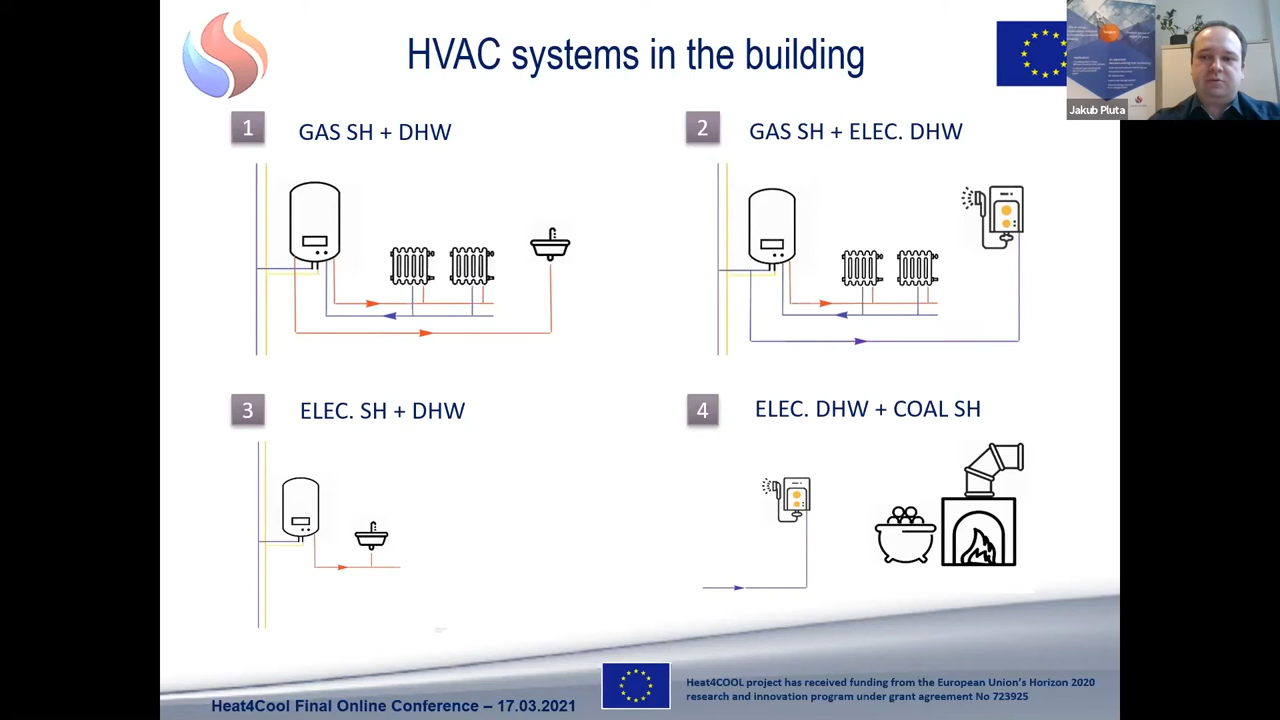 HVAC systems in the building
Jakub Pluta
1
GAS SH + DHW
2
GAS SH + ELEC. DHW
3
ELEC. SH + DHW
4
ELEC. DHW + COAL SH
Heat4Cool Final Online Conference – 17.03.2021
Heat4COOL project has received funding from the European Union's Horizon 2020
research and innovation program under grant agreement No 723925